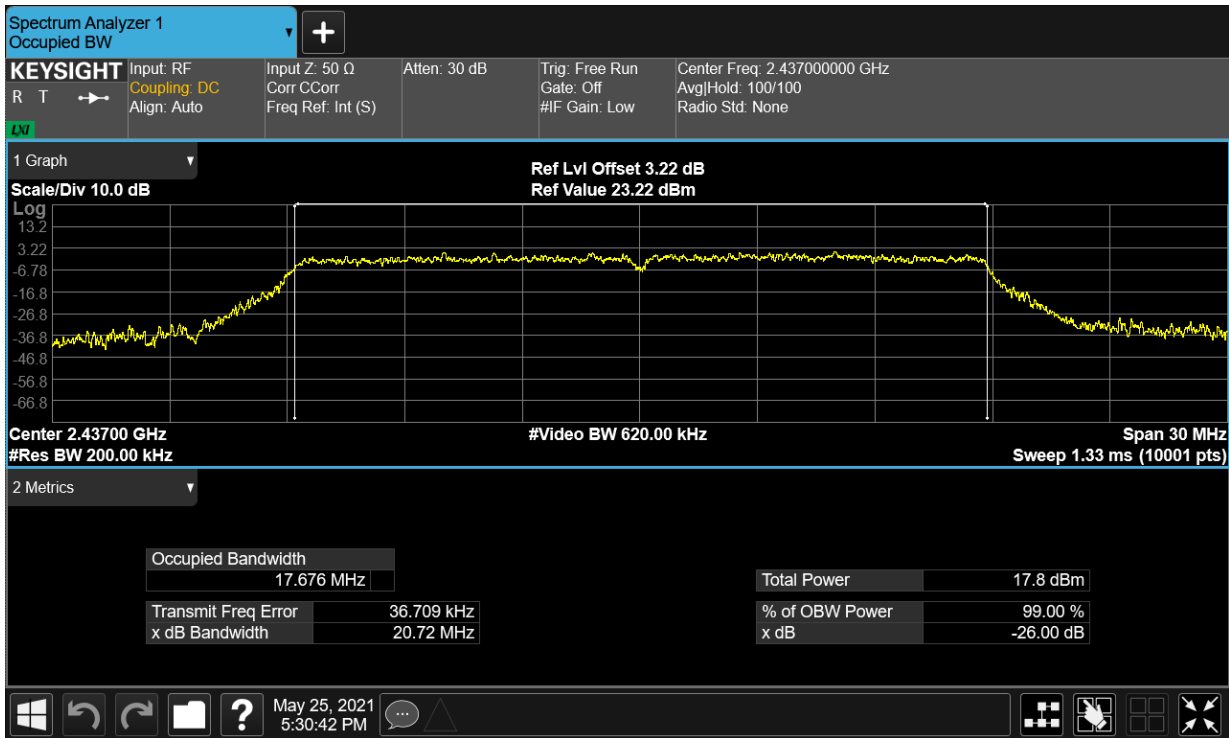 Spectrum Analyzer 1
Occupied BW
KEYSIGHT
R T
LXI
Input: RF
Coupling: DC
Align: Auto
Input Z: 50 Ω
Corr CCorr
Freq Ref: Int (S)
Atten: 30 dB
Trig: Free Run
Gate: Off
#IF Gain: Low
Center Freq: 2.437000000 GHz
Avg|Hold: 100/100
Radio Std: None
1 Graph
Scale/Div 10.0 dB
Ref Lvl Offset 3.22 dB
Ref Value 23.22 dBm
Log
13.2
3.22
-6.78
-16.8
-26.8
-36.8
-46.8
-56.8
-66.8
Center 2.43700 GHz
#Res BW 200.00 kHz
#Video BW 620.00 kHz
Span 30 MHz
Sweep 1.33 ms (10001 pts)
2 Metrics
Occupied Bandwidth
17.676 MHz
Transmit Freq Error 36.709 kHz
x dB Bandwidth 20.72 MHz
Total Power 17.8 dBm
% of OBW Power 99.00 %
x dB -26.00 dB
?
May 25, 2021
5:30:42 PM